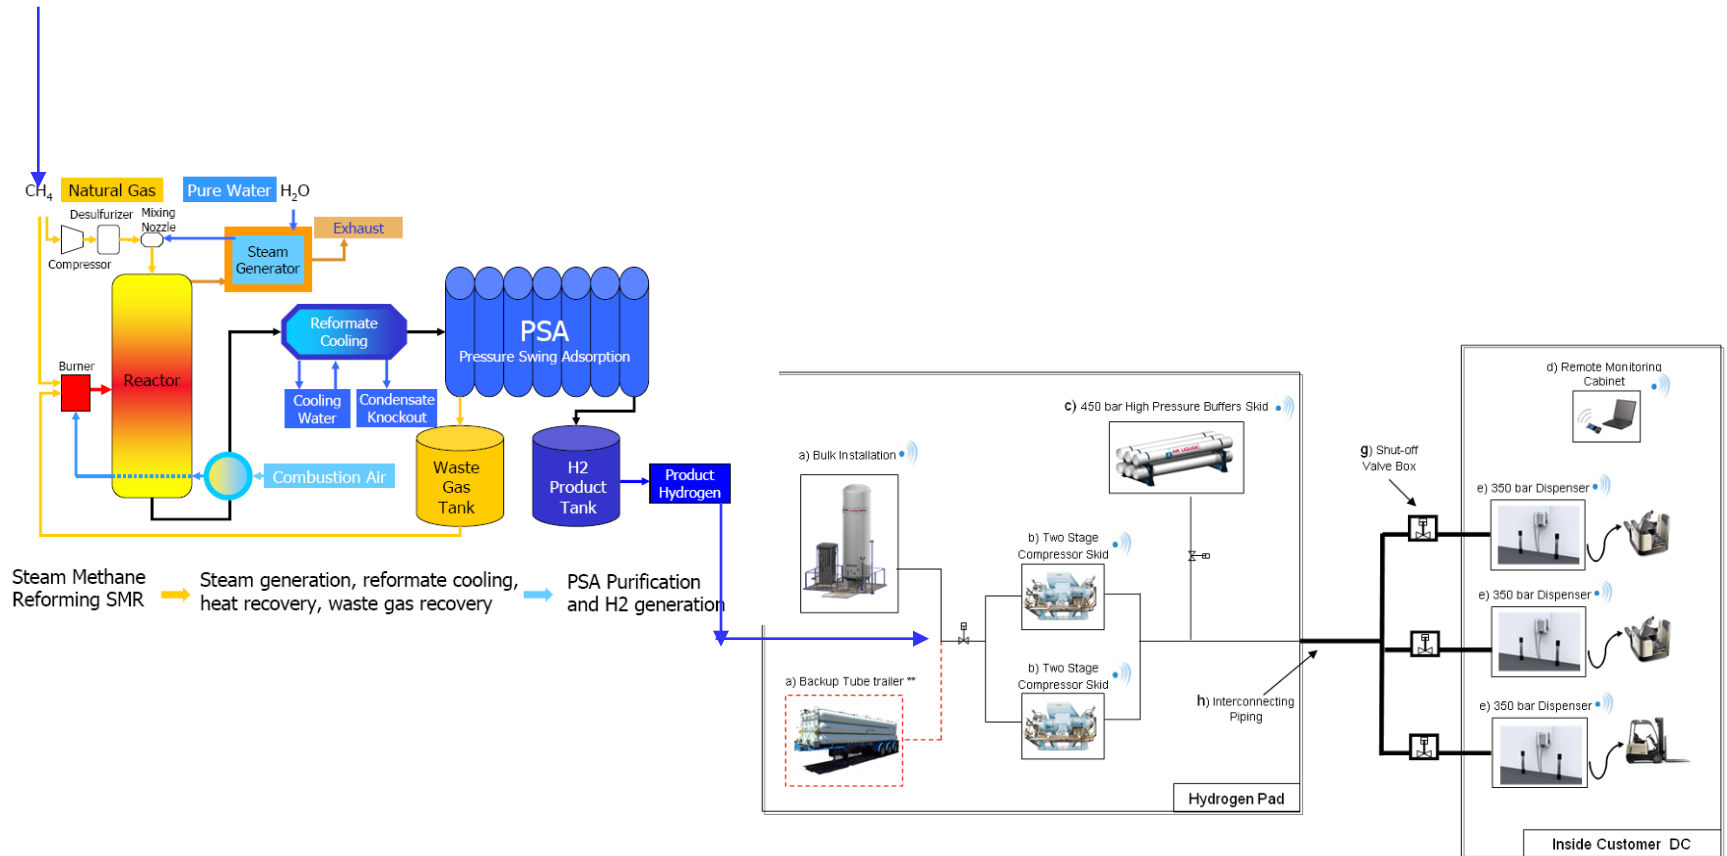 CH4
Natural Gas
Pure Water
H2O
Desulfurizer
Mixing
Nozzle
Exhaust
Compressor
Steam
Generator
Reformate
Cooling
PSA
Pressure Swing Adsorption
Burner
Reactor
Cooling
Water
Condensate
Knockout
Combustion Air
Waste
Gas
Tank
H2
Product
Tank
Product
Hydrogen
Steam Methane
Reforming SMR
Steam generation, reformate cooling,
heat recovery, waste gas recovery
PSA Purification
and H2 generation
c) 450 bar High Pressure Buffers Skid
AIR LIQUIDE
a) Bulk Installation
b) Two Stage
Compressor Skid
a) Backup Tube trailer **
b) Two Stage
Compressor Skid
h) Interconnecting
Piping
Hydrogen Pad
g) Shut-off
Valve Box
d) Remote Monitoring
Cabinet
e) 350 bar Dispenser
e) 350 bar Dispenser
e) 350 bar Dispenser
Inside Customer DC